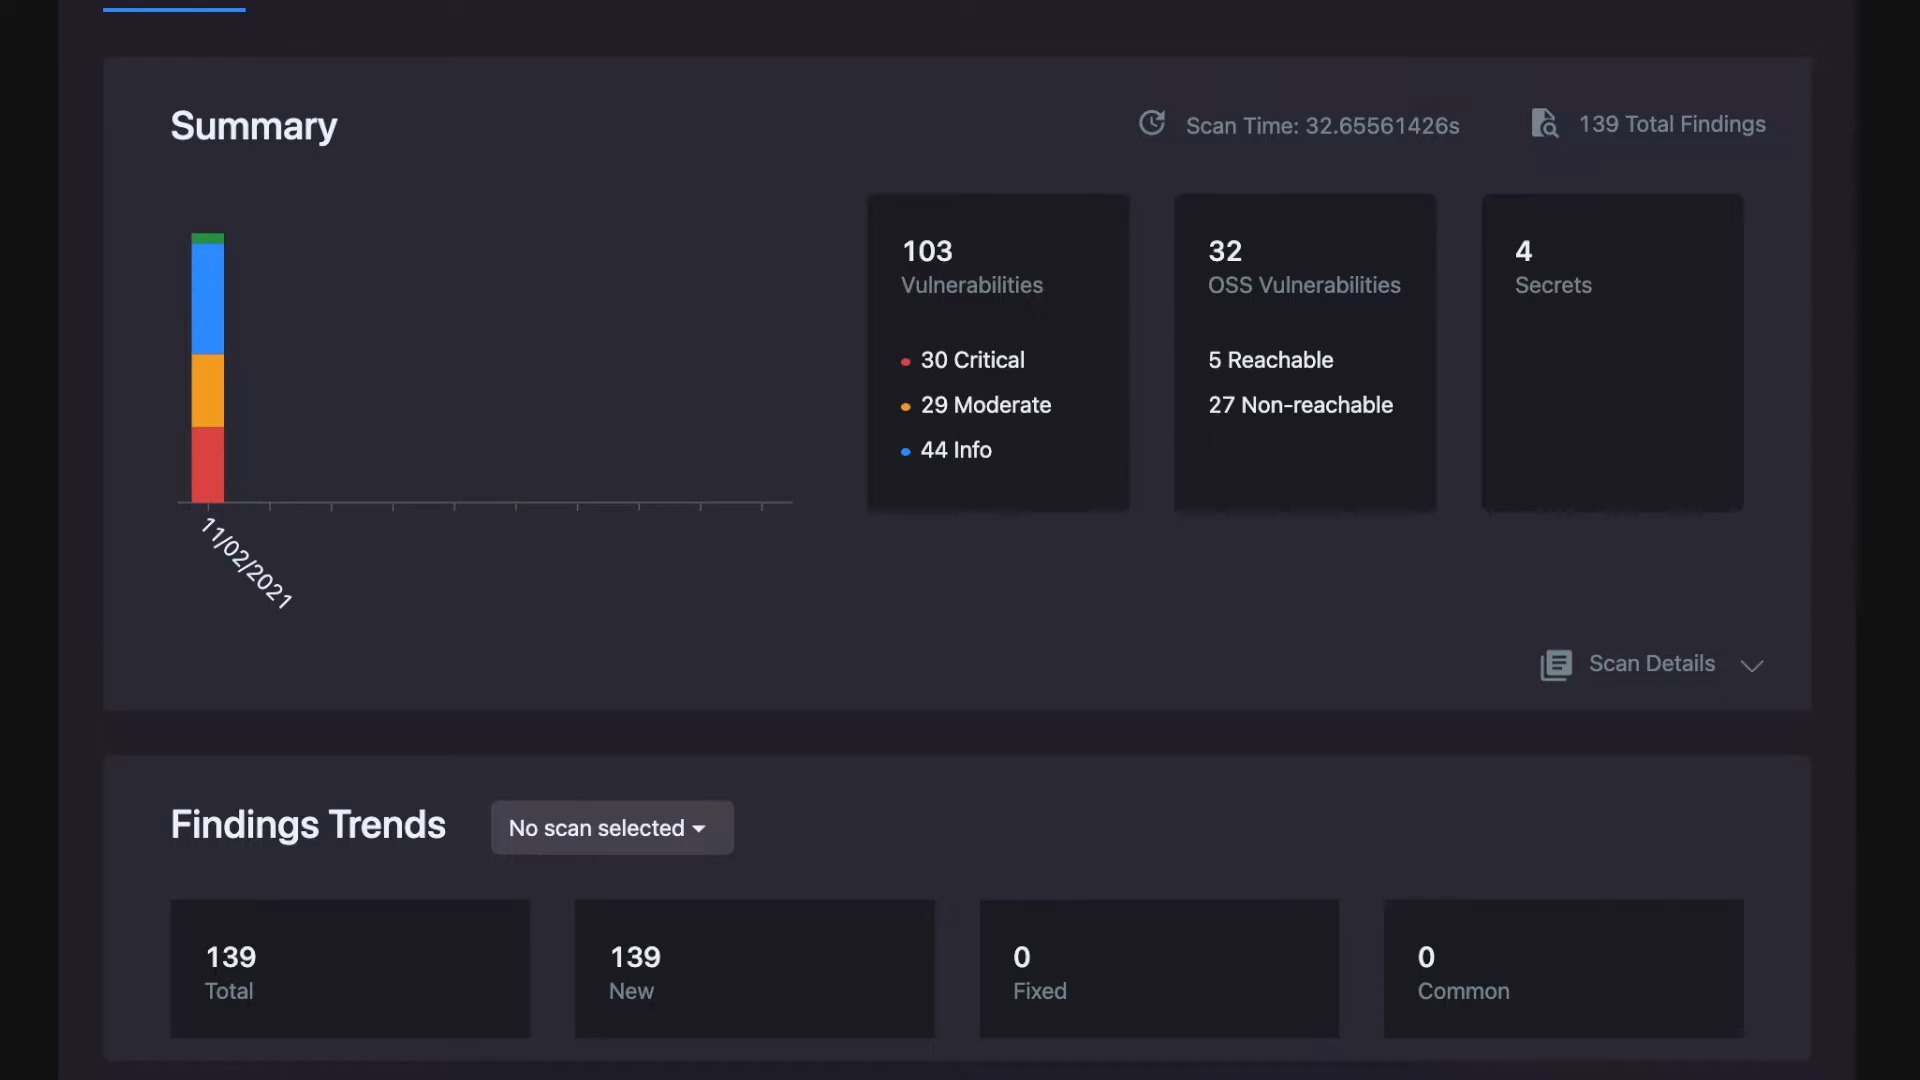 Summary
Scan Time: 32.65561426s
139 Total Findings
103
Vulnerabilities
30 Critical
29 Moderate
44 Info
32
OSS Vulnerabilities
5 Reachable
27 Non-reachable
4
Secrets
11/02/2021
Scan Details
Findings Trends
No scan selected
139
Total
139
New
0
Fixed
0
Common